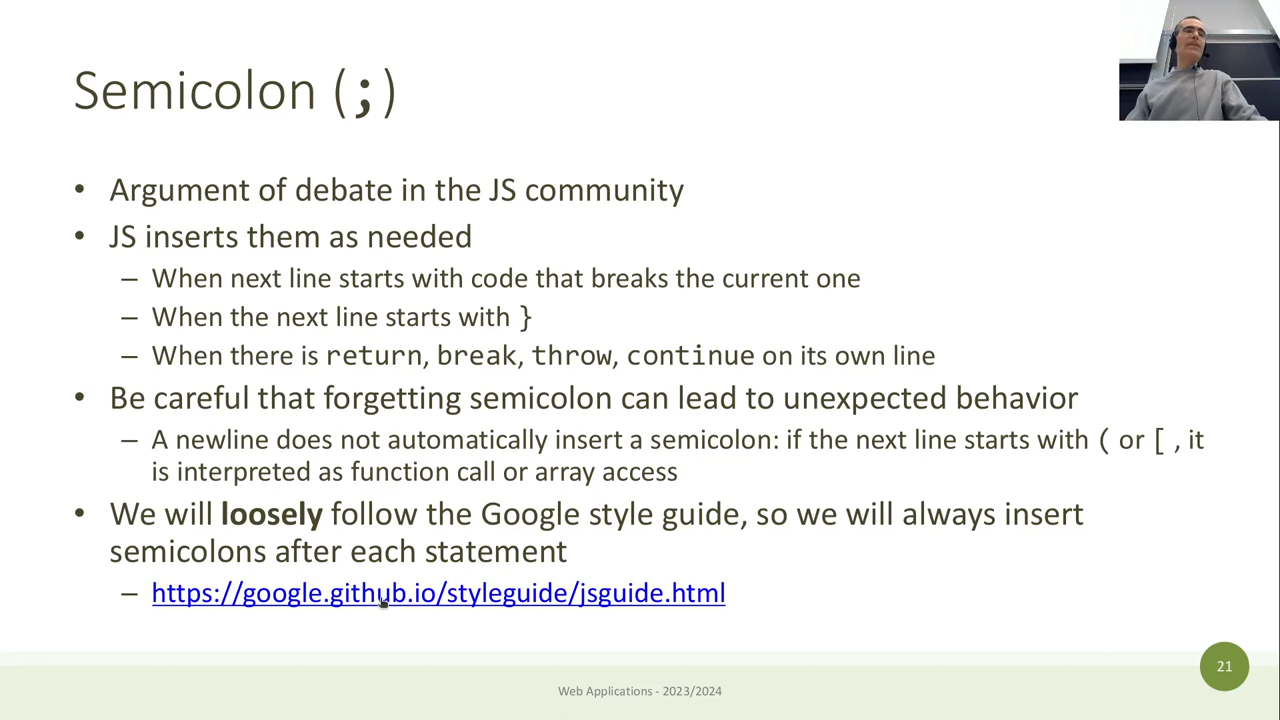 Semicolon (;)
• Argument of debate in the JS community
• JS inserts them as needed
– When next line starts with code that breaks the current one
– When the next line starts with }
– When there is return, break, throw, continue on its own line
• Be careful that forgetting semicolon can lead to unexpected behavior
– A newline does not automatically insert a semicolon: if the next line starts with ( or [ , it
is interpreted as function call or array access
• We will loosely follow the Google style guide, so we will always insert
semicolons after each statement
– https://google.github.io/styleguide/jsguide.html
21
Web Applications - 2023/2024